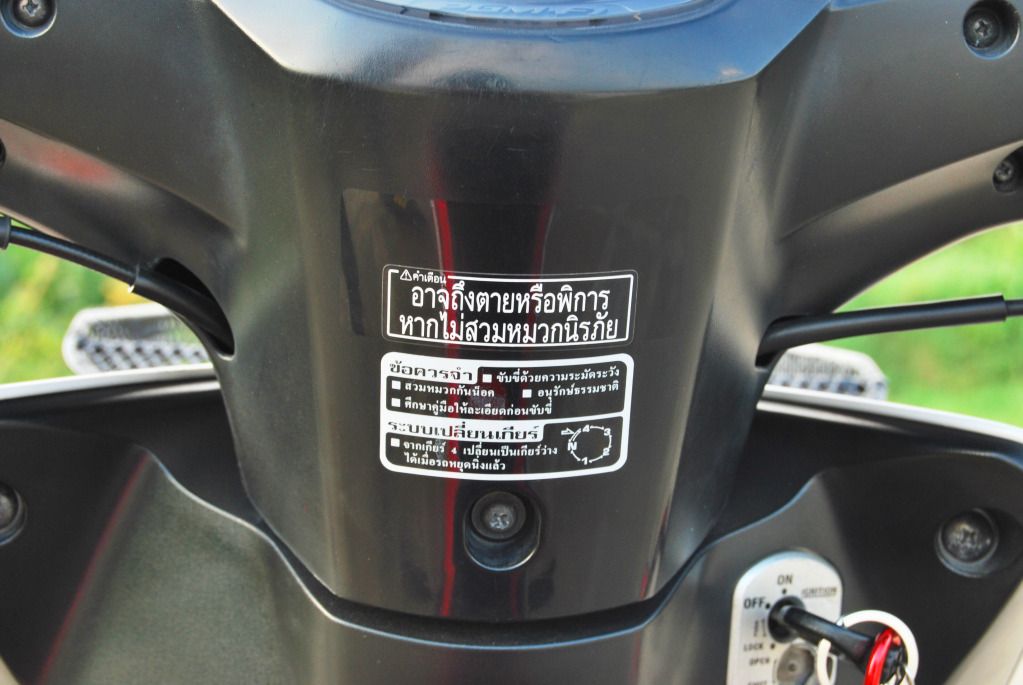 ⚠คำเตือน
อาจถึงตายหรือพิการ
หากไม่สวมหมวกนิรภัย
ข้อควรจำ ■ ขับขี่ด้วยความระมัดระวัง
■ สวมหมวกกันน็อค ■ อนุรักษ์ธรรมชาติ
■ ศึกษาคู่มือให้ละเอียดก่อนขับขี่
ระบบเปลี่ยนเกียร์
■ จากเกียร์ 4 เปลี่ยนเป็นเกียร์ว่าง
ได้เมื่อรถหยุดนิ่งแล้ว
N 1 2 3 4
ON
IGNITION
OFF
LOCK
OPEN